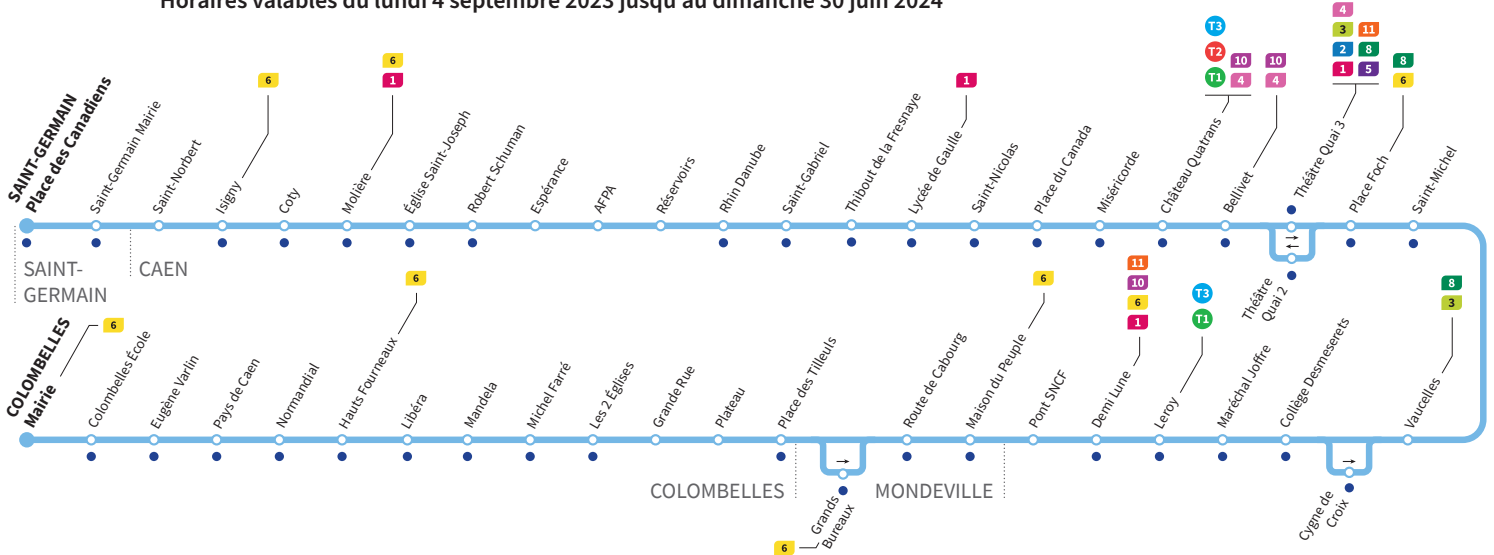 Horaires valables du lundi 4 septembre 2023 jusqu'au dimanche 30 juin 2024
SAINT-GERMAIN
Place des Canadiens
Saint-Germain Mairie
Saint-Norbert
6
Isigny
Coty
6
1
Molière
Église Saint-Joseph
Robert Schuman
Espérance
AFPA
Réservoirs
Rhin Danube
Saint-Gabriel
Thibout de la Fresnaye
1
Lycée de Gaulle
Saint-Nicolas
Place du Canada
Miséricorde
T3
T2
T1
10
4
Château Quatrans
10
4
Bellivet
4
3 11
2 8
1 5
Théâtre Quai 3
8
6
Place Foch
Saint-Michel
→
←
Théâtre
Quai 2
SAINT-
GERMAIN
CAEN
COLOMBELLES
Mairie
6
Colombelles École
Eugène Varlin
Pays de Caen
Normandial
6
Hauts Fourneaux
Libéra
Mandela
Michel Farré
Les 2 Églises
Grande Rue
Plateau
Place des Tilleuls
→
Grands
Bureaux
6
Route de Cabourg
6
Maison du Peuple
Pont SNCF
11
10
6
1
Demi Lune
T3
T1
Leroy
Maréchal Joffre
Collège Desmeserets
→
Cygne de
Croix
8
3
Vaucelles
COLOMBELLES
MONDEVILLE